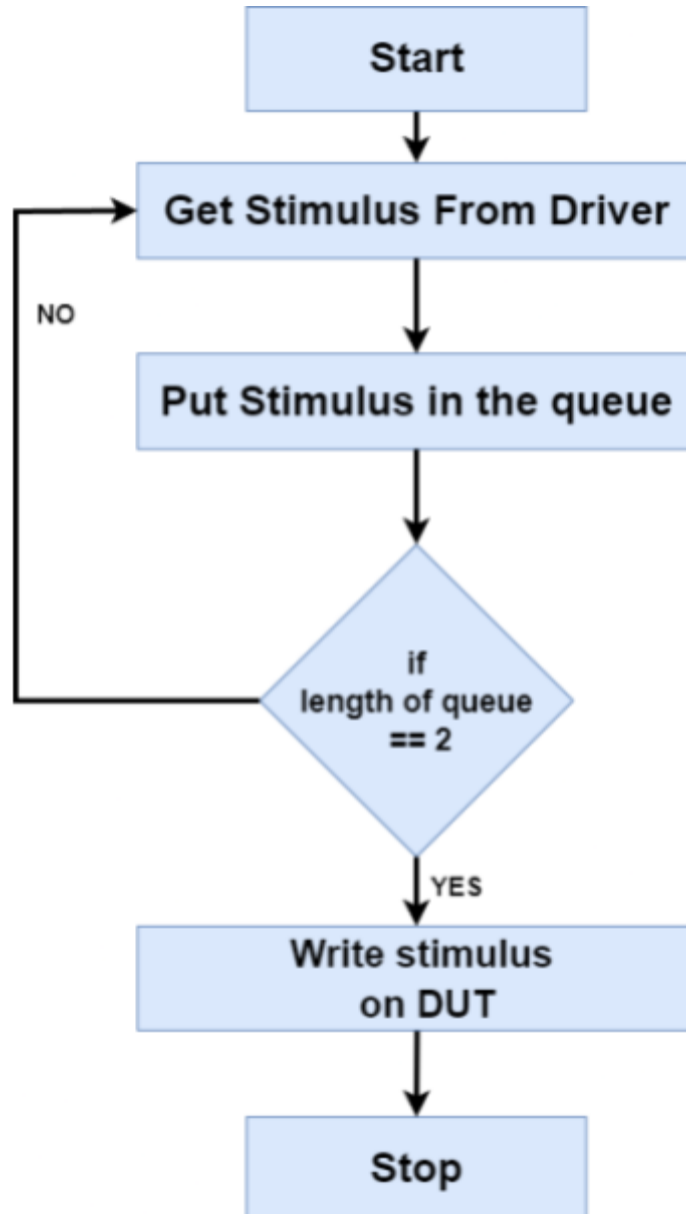 Start
Get Stimulus From Driver
NO
Put Stimulus in the queue
if
length of queue
== 2
YES
Write stimulus
on DUT
Stop